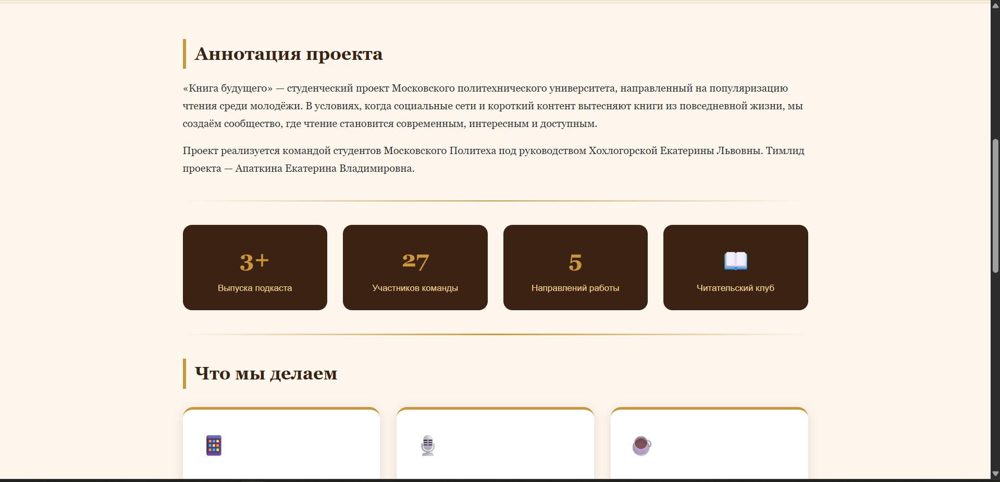 Аннотация проекта
«Книга будущего» — студенческий проект Московского политехнического университета, направленный на популяризацию
чтения среди молодёжи. В условиях, когда социальные сети и короткий контент вытесняют книги из повседневной жизни, мы
создаём сообщество, где чтение становится современным, интересным и доступным.
Проект реализуется командой студентов Московского Политеха под руководством Хохлогорской Екатерины Львовны. Тимлид
проекта — Апаткина Екатерина Владимировна.
3+
Выпуска подкаста
27
Участников команды
5
Направлений работы
Читательский клуб
Что мы делаем